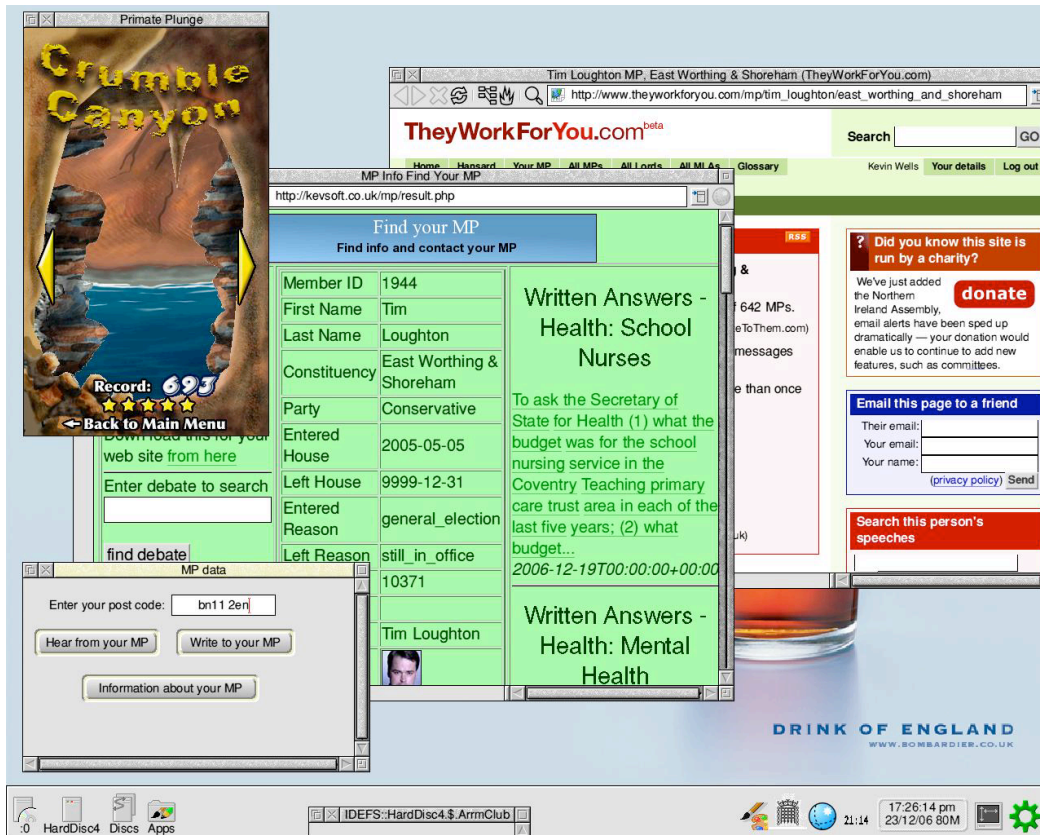 Primate Plunge
Crumble
Canyon
Record: 693
Back to Main Menu
Tim Loughton MP, East Worthing & Shoreham (TheyWorkForYou.com)
http://www.theyworkforyou.com/mp/tim_loughton/east_worthing_and_shoreham
TheyWorkForYou.com beta
Search
GO
Home Hansard Your MP All MPs All Lords All MLAs Glossary
Kevin Wells Your details Log out
RSS
&
642 MPs.
eToThem.com)
messages
e than once
uk)
? Did you know this site is
run by a charity?
We've just added
the Northern
Ireland Assembly,
email alerts have been sped up
dramatically — your donation would
enable us to continue to add new
features, such as committees.
donate
Email this page to a friend
Their email:
Your email:
Your name:
(privacy policy) Send
Search this person's
speeches
MP Info Find Your MP
http://kevsoft.co.uk/mp/result.php
Find your MP
Find info and contact your MP
Download this for your
web site from here
Enter debate to search
find debate
Member ID 1944
First Name Tim
Last Name Loughton
Constituency East Worthing &
Shoreham
Party Conservative
Entered
House 2005-05-05
Left House 9999-12-31
Entered
Reason general_election
Left Reason still_in_office
10371
Tim Loughton
Written Answers -
Health: School
Nurses
To ask the Secretary of
State for Health (1) what the
budget was for the school
nursing service in the
Coventry Teaching primary
care trust area in each of the
last five years; (2) what
budget...
2006-12-19T00:00:00+00:00
Written Answers -
Health: Mental
Health
MP data
Enter your post code: bn11 2en
Hear from your MP Write to your MP
Information about your MP
DRINK OF ENGLAND
WWW.BOMBARDIER.CO.UK
:0 HardDisc4 Discs Apps
IDEFS::HardDisc4.$.ArrmClub
21:14
17:26:14 pm
23/12/06 80M